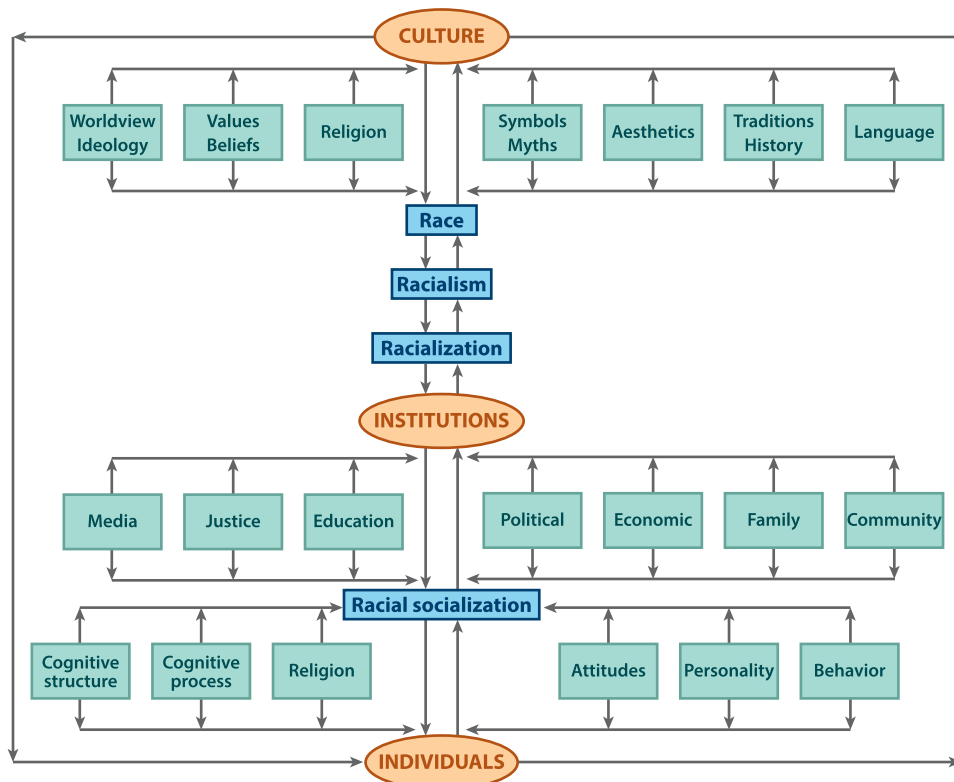 CULTURE
Worldview
Ideology
Values
Beliefs
Religion
Symbols
Myths
Aesthetics
Traditions
History
Language
Race
Racialism
Racialization
INSTITUTIONS
Media
Justice
Education
Political
Economic
Family
Community
Racial socialization
Cognitive
structure
Cognitive
process
Religion
Attitudes
Personality
Behavior
INDIVIDUALS